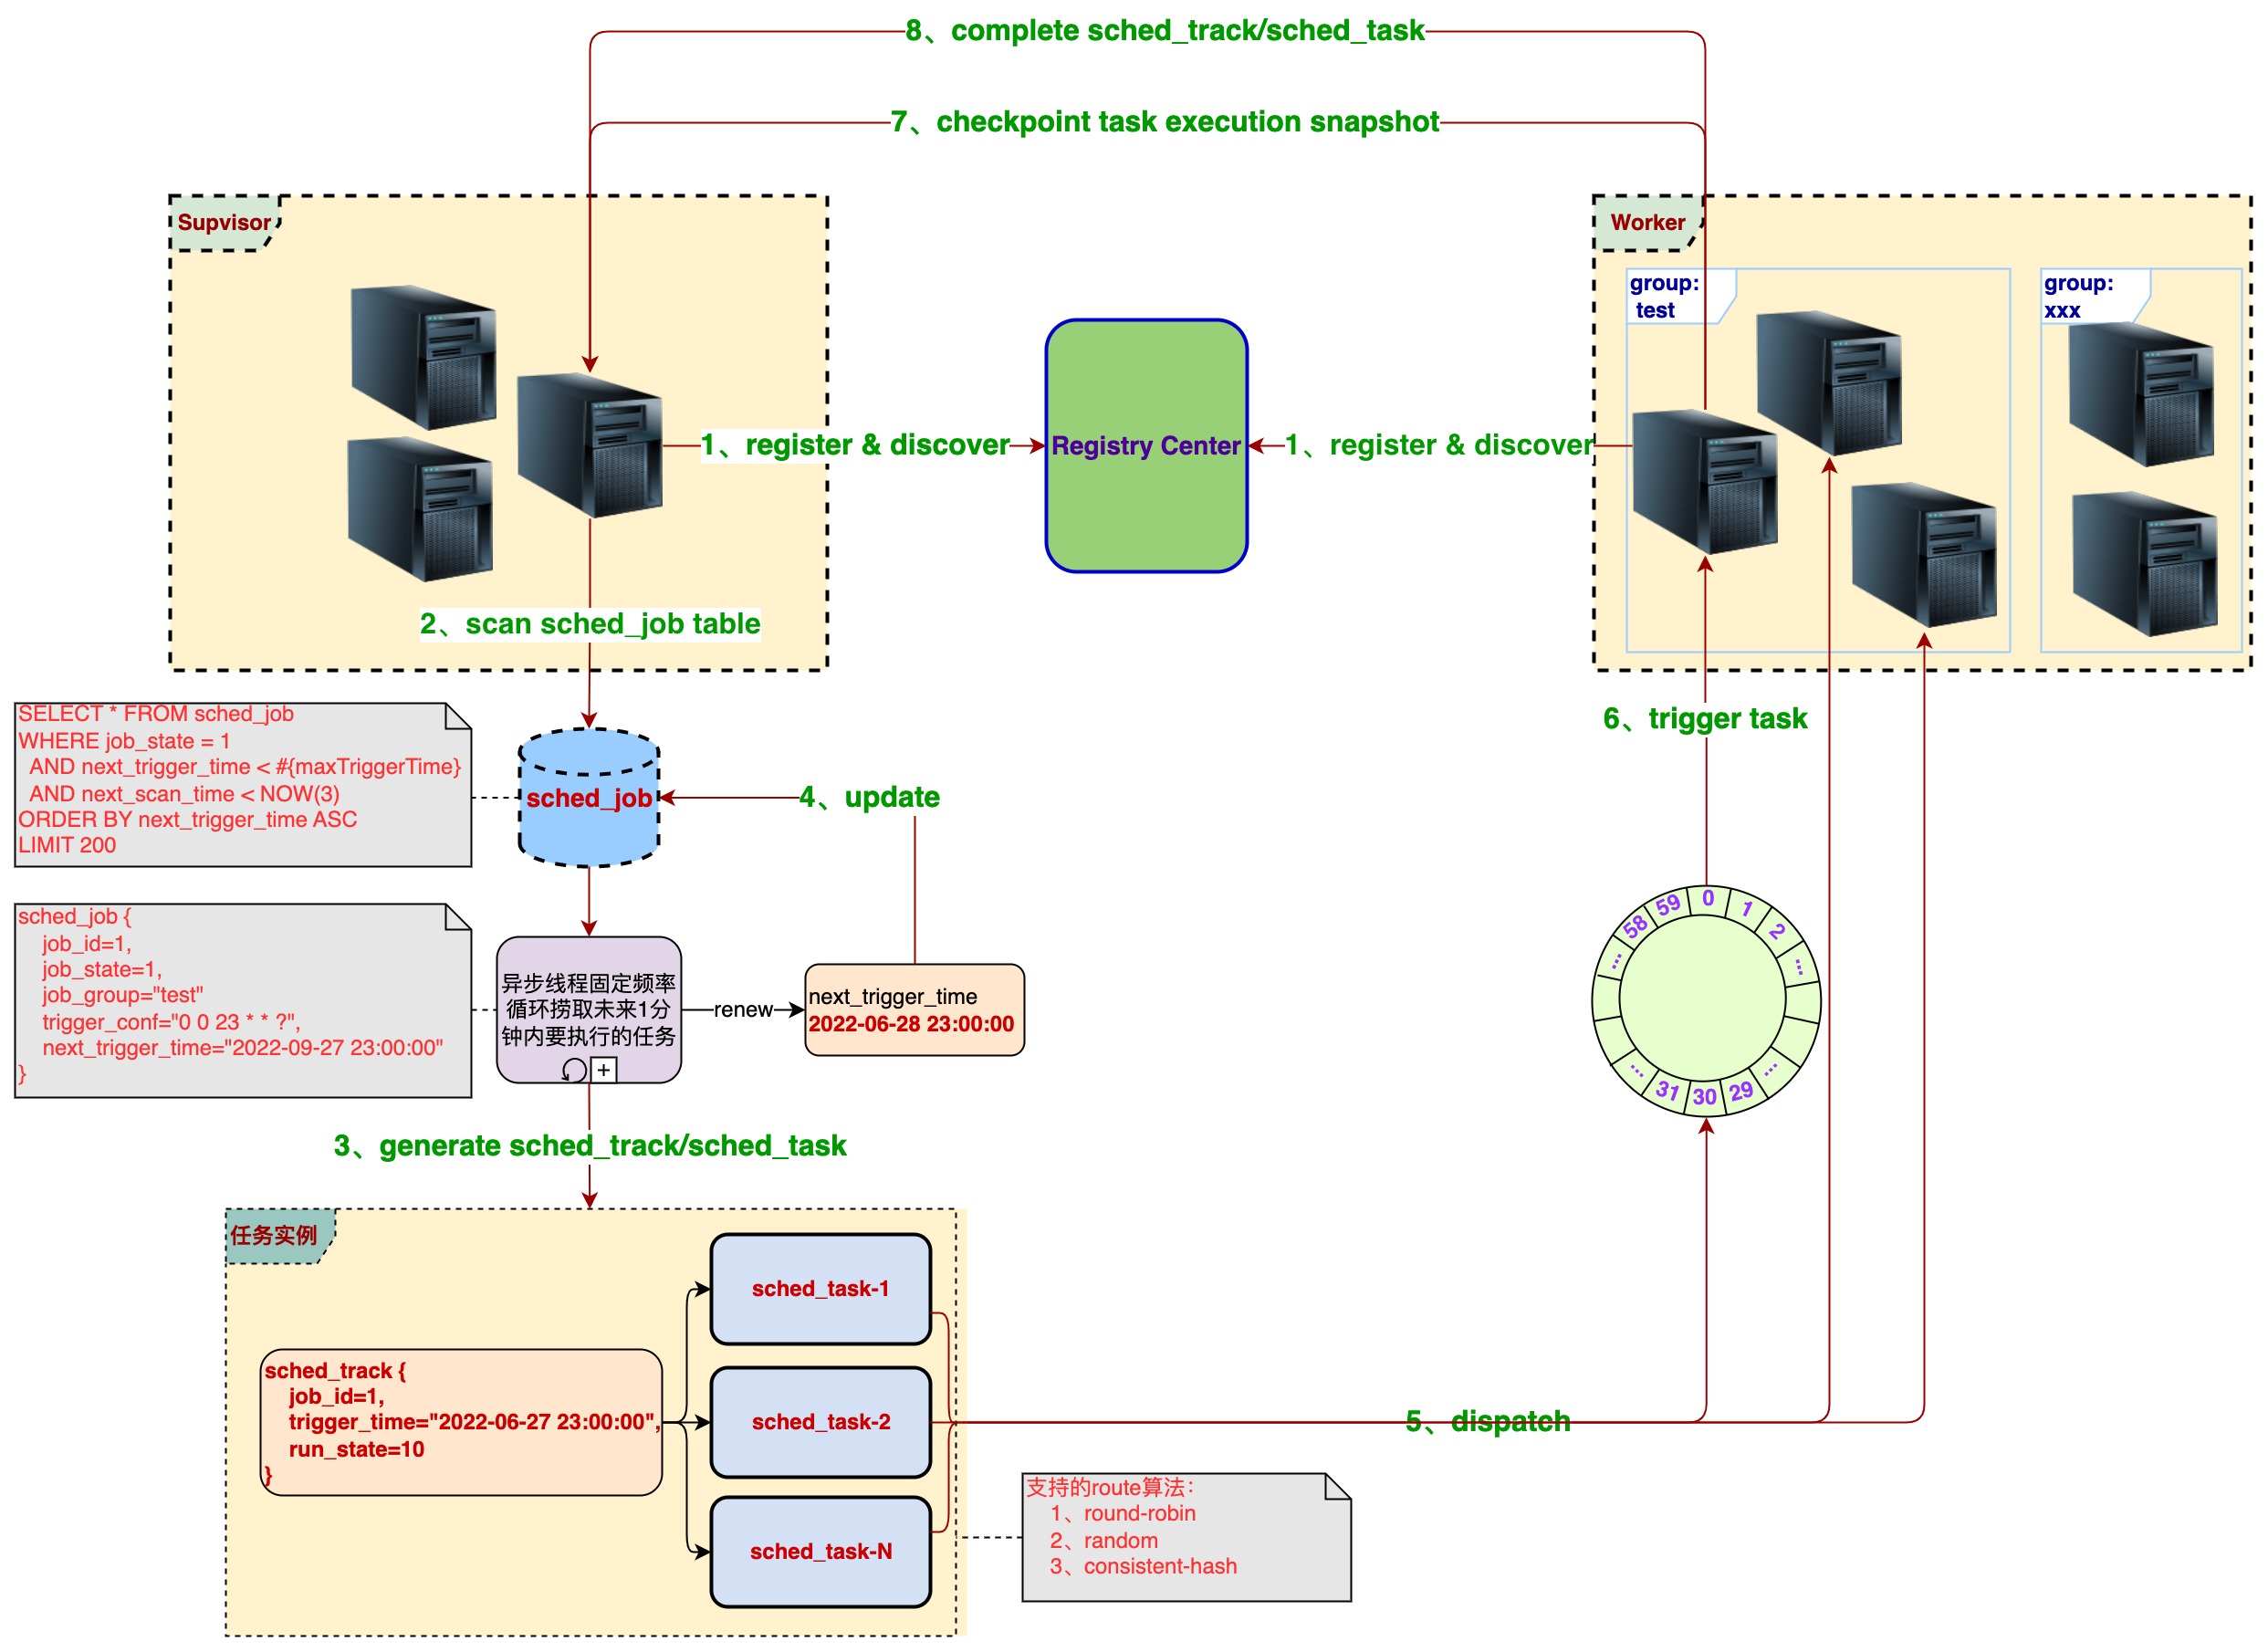 8、complete sched_track/sched_task
7、checkpoint task execution snapshot
Supvisor
Worker
group:
test
group:
xxx
1、register & discover
Registry Center
1、register & discover
2、scan sched_job table
SELECT * FROM sched_job
WHERE job_state = 1
AND next_trigger_time < #{maxTriggerTime}
AND next_scan_time < NOW(3)
ORDER BY next_trigger_time ASC
LIMIT 200
sched_job
4、update
6、trigger task
sched_job {
job_id=1,
job_state=1,
job_group="test"
trigger_conf="0 0 23 * * ?",
next_trigger_time="2022-09-27 23:00:00"
}
异步线程固定频率
循环捞取未来1分
钟内要执行的任务
renew
next_trigger_time
2022-06-28 23:00:00
58
59
0
1
2
...
...
...
31
30
29
...
3、generate sched_track/sched_task
任务实例
sched_track {
job_id=1,
trigger_time="2022-06-27 23:00:00",
run_state=10
}
sched_task-1
sched_task-2
sched_task-N
5、dispatch
支持的route算法：
1、round-robin
2、random
3、consistent-hash